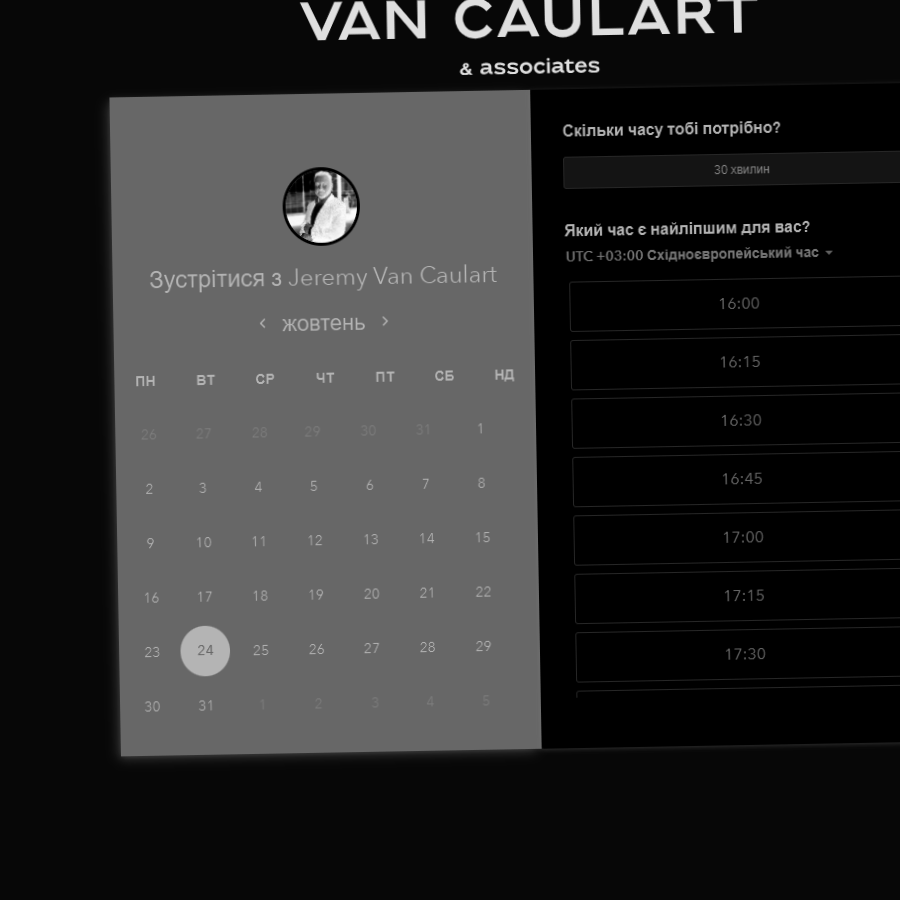 VAN CAULART
& associates
Зустрітися з Jeremy Van Caulart
жовтень
ПН ВТ СР ЧТ ПТ СБ НД
26 27 28 29 30 31 1
2 3 4 5 6 7 8
9 10 11 12 13 14 15
16 17 18 19 20 21 22
23 24 25 26 27 28 29
30 31 1 2 3 4 5
Скільки часу тобі потрібно?
30 хвилин
Який час є найліпшим для вас?
UTC +03:00 Східноєвропейський час
16:00
16:15
16:30
16:45
17:00
17:15
17:30